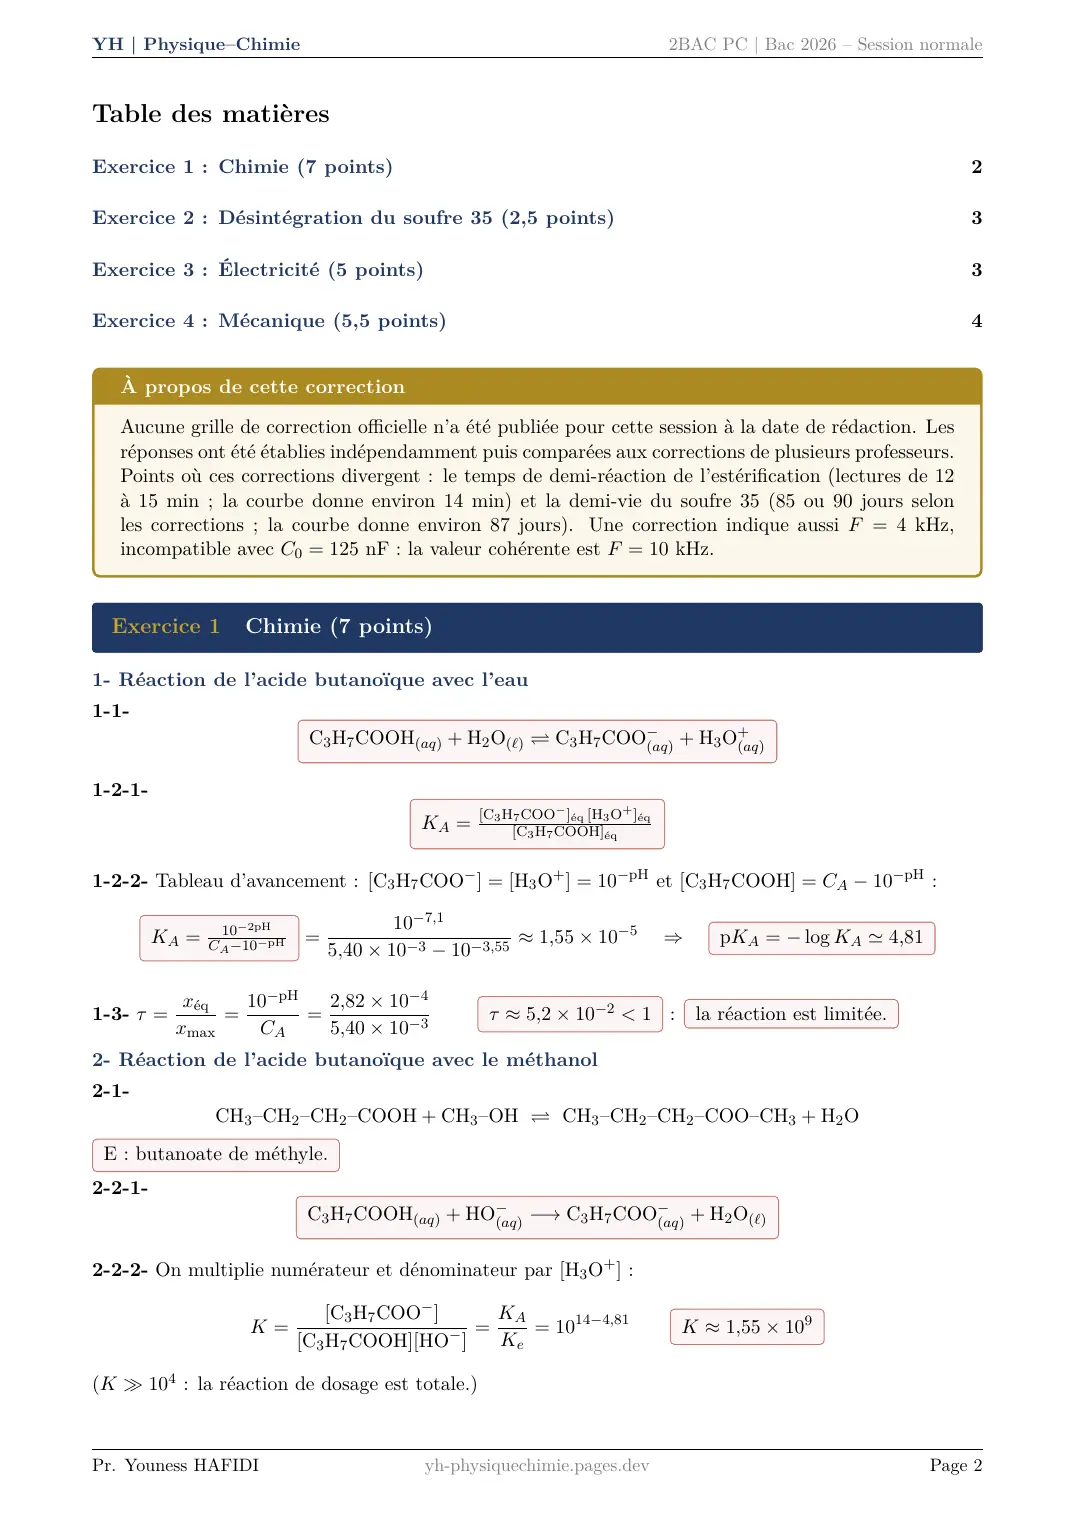 YH | Physique–Chimie
2BAC PC | Bac 2026 – Session normale
Table des matières
Exercice 1 : Chimie (7 points) 2
Exercice 2 : Désintégration du soufre 35 (2,5 points) 3
Exercice 3 : Électricité (5 points) 3
Exercice 4 : Mécanique (5,5 points) 4
À propos de cette correction
Aucune grille de correction officielle n'a été publiée pour cette session à la date de rédaction. Les
réponses ont été établies indépendamment puis comparées aux corrections de plusieurs professeurs.
Points où ces corrections divergent : le temps de demi-réaction de l'estérification (lectures de 12
à 15 min ; la courbe donne environ 14 min) et la demi-vie du soufre 35 (85 ou 90 jours selon
les corrections ; la courbe donne environ 87 jours). Une correction indique aussi F = 4 kHz,
incompatible avec C₀ = 125 nF : la valeur cohérente est F = 10 kHz.
Exercice 1 Chimie (7 points)
1- Réaction de l'acide butanoïque avec l'eau
1-1-
C₃H₇COOH(aq) + H₂O(ℓ) ⇌ C₃H₇COO⁻(aq) + H₃O⁺(aq)
1-2-1-
K_A = [C₃H₇COO⁻]éq [H₃O⁺]éq / [C₃H₇COOH]éq
1-2-2- Tableau d'avancement : [C₃H₇COO⁻] = [H₃O⁺] = 10^−pH et [C₃H₇COOH] = C_A − 10^−pH :
K_A = 10^−2pH / (C_A − 10^−pH) = 10^−7,1 / (5,40 × 10⁻³ − 10^−3,55) ≈ 1,55 × 10⁻⁵ ⇒ pK_A = − log K_A ≃ 4,81
1-3- τ = x_éq / x_max = 10^−pH / C_A = 2,82 × 10⁻⁴ / 5,40 × 10⁻³ τ ≈ 5,2 × 10⁻² < 1 : la réaction est limitée.
2- Réaction de l'acide butanoïque avec le méthanol
2-1-
CH₃–CH₂–CH₂–COOH + CH₃–OH ⇌ CH₃–CH₂–CH₂–COO–CH₃ + H₂O
E : butanoate de méthyle.
2-2-1-
C₃H₇COOH(aq) + HO⁻(aq) ⟶ C₃H₇COO⁻(aq) + H₂O(ℓ)
2-2-2- On multiplie numérateur et dénominateur par [H₃O⁺] :
K = [C₃H₇COO⁻] / [C₃H₇COOH][HO⁻] = K_A / K_e = 10^14−4,81 K ≈ 1,55 × 10⁹
(K ≫ 10⁴ : la réaction de dosage est totale.)
Pr. Youness HAFIDI
yh-physiquechimie.pages.dev
Page 2